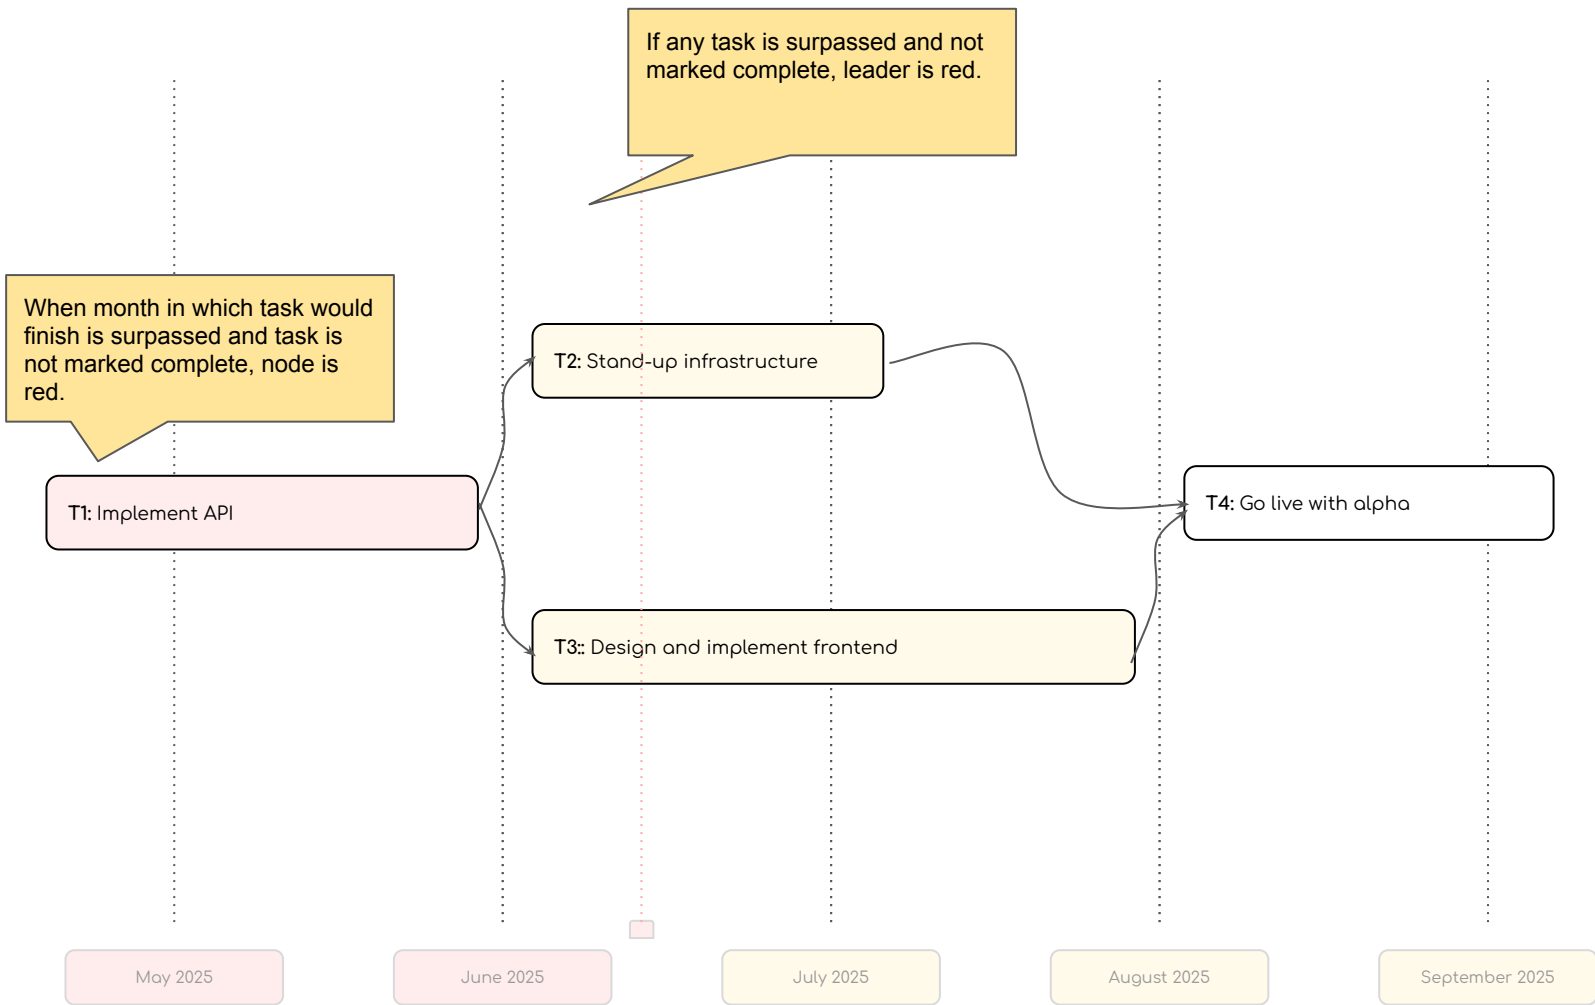 If any task is surpassed and not
marked complete, leader is red.
When month in which task would
finish is surpassed and task is
not marked complete, node is
red.
T2: Stand-up infrastructure
T1: Implement API
T4: Go live with alpha
T3:: Design and implement frontend
May 2025
June 2025
July 2025
August 2025
September 2025